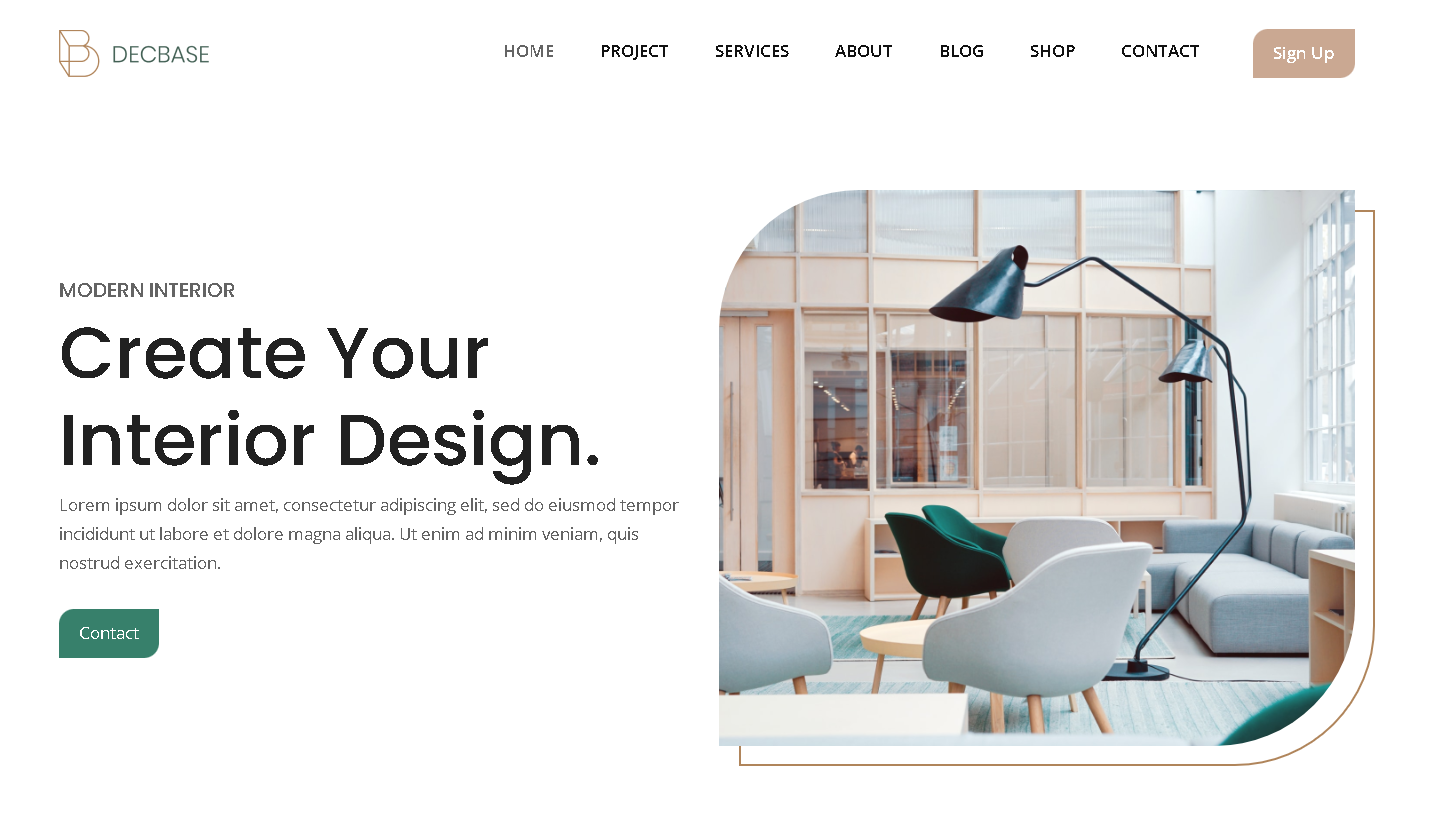 DECBASE
HOME PROJECT SERVICES ABOUT BLOG SHOP CONTACT Sign Up
MODERN INTERIOR
Create Your
Interior Design.
Lorem ipsum dolor sit amet, consectetur adipiscing elit, sed do eiusmod tempor
incididunt ut labore et dolore magna aliqua. Ut enim ad minim veniam, quis
nostrud exercitation.
Contact